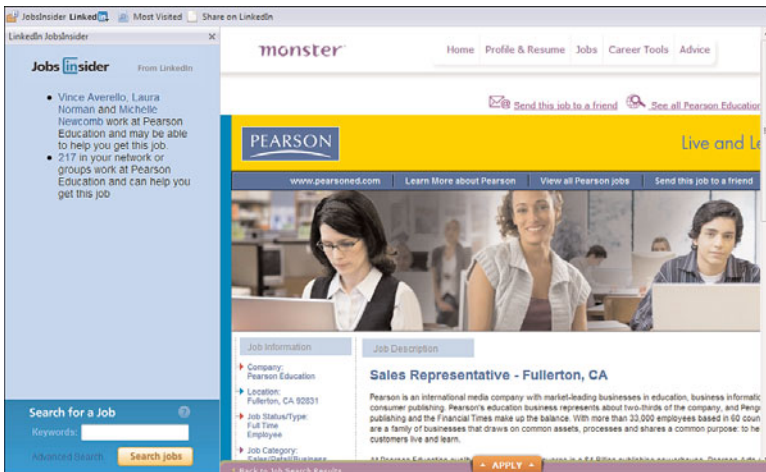 JobsInsider LinkedIn Most Visited Share on LinkedIn
LinkedIn JobsInsider x
Jobs insider From LinkedIn
Vince Averello, Laura
Norman and Michelle
Newcomb work at Pearson
Education and may be able
to help you get this job.
217 in your network or
groups work at Pearson
Education and can help you
get this job
Search for a Job ?
Keywords:
Advanced Search Search jobs
monster
Home Profile & Resume Jobs Career Tools Advice
Send this job to a friend See all Pearson Education
PEARSON
Live and Le
www.pearsoned.com Learn More about Pearson View all Pearson jobs Send this job to a friend
Job Information
Company:
Pearson Education
Location:
Fullerton, CA 92831
Job Status/Type:
Full Time
Employee
Job Category:
Sales/Retail/Business
Job Description
Sales Representative - Fullerton, CA
Pearson is an international media company with market-leading businesses in education, business informatic
consumer publishing. Pearson's education business represents about two-thirds of the company, and Peng
publishing and the Financial Times make up the balance. With more than 33,000 employees based in 60 coun
are a family of businesses that draws on common assets, processes and shares a common purpose: to he
customers live and learn.
Back to Job Search Results
APPLY